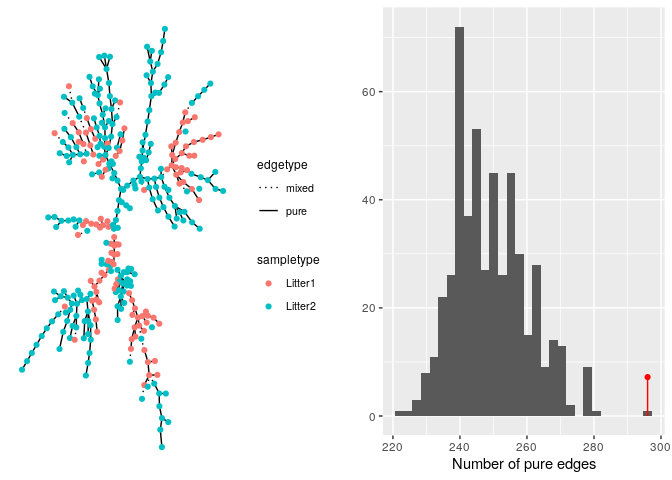 edgetype
mixed
pure
sampletype
Litter1
Litter2
60
40
20
0
220 240 260 280 300
Number of pure edges